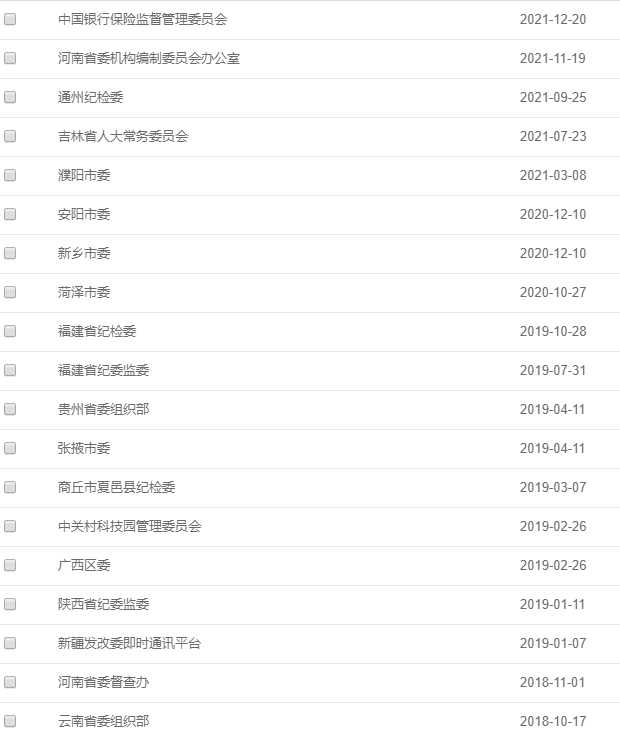 中国银行保险监督管理委员会 2021-12-20
河南省委机构编制委员会办公室 2021-11-19
通州纪检委 2021-09-25
吉林省人大常务委员会 2021-07-23
濮阳市委 2021-03-08
安阳市委 2020-12-10
新乡市委 2020-12-10
菏泽市委 2020-10-27
福建省纪检委 2019-10-28
福建省纪委监委 2019-07-31
贵州省委组织部 2019-04-11
张掖市委 2019-04-11
商丘市夏邑县纪检委 2019-03-07
中关村科技园管理委员会 2019-02-26
广西区委 2019-02-26
陕西省纪委监委 2019-01-11
新疆发改委即时通讯平台 2019-01-07
河南省委督查办 2018-11-01
云南省委组织部 2018-10-17